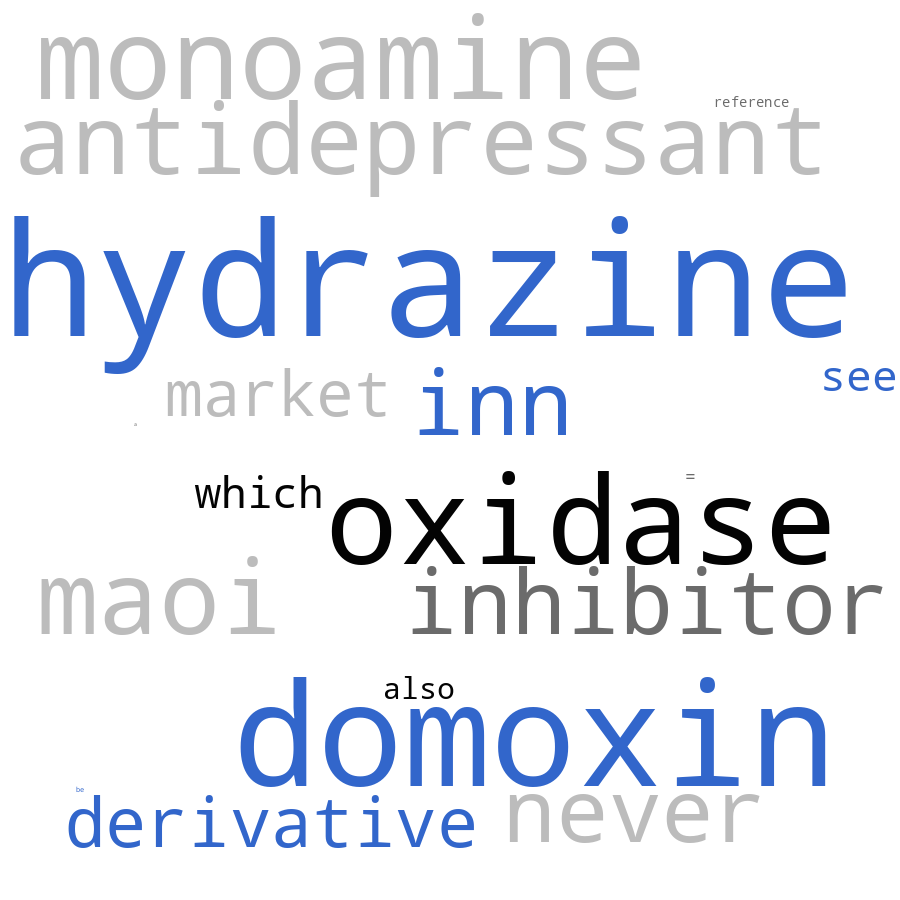 monoamine
reference
antidepressant
hydrazine
market inn see
a
which oxidase =
maoi inhibitor
also
domoxin
be
derivative never